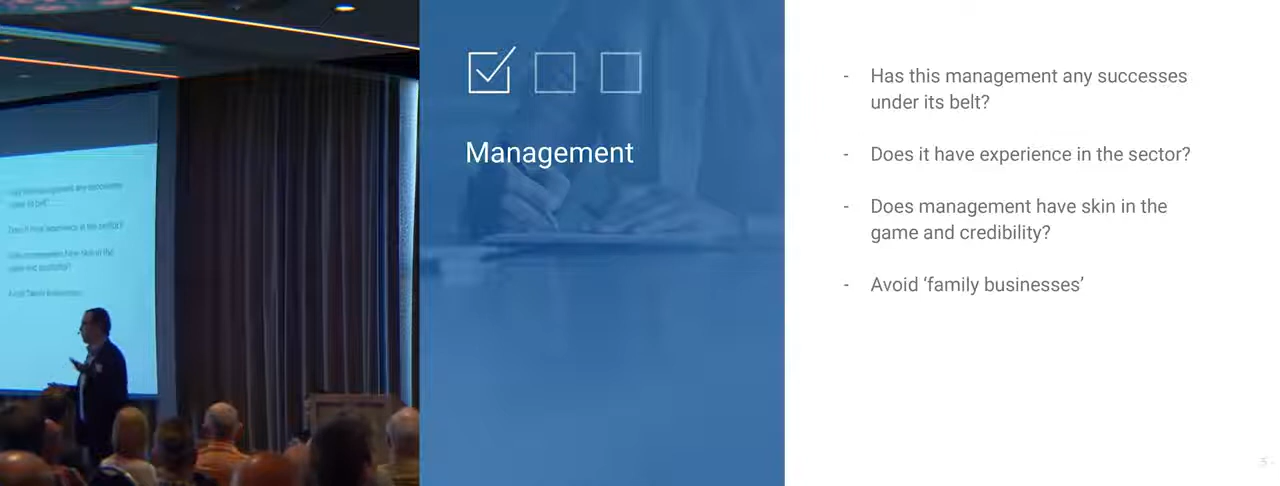 Management
- Has this management any successes
under its belt?
- Does it have experience in the sector?
- Does management have skin in the
game and credibility?
- Avoid ‘family businesses’